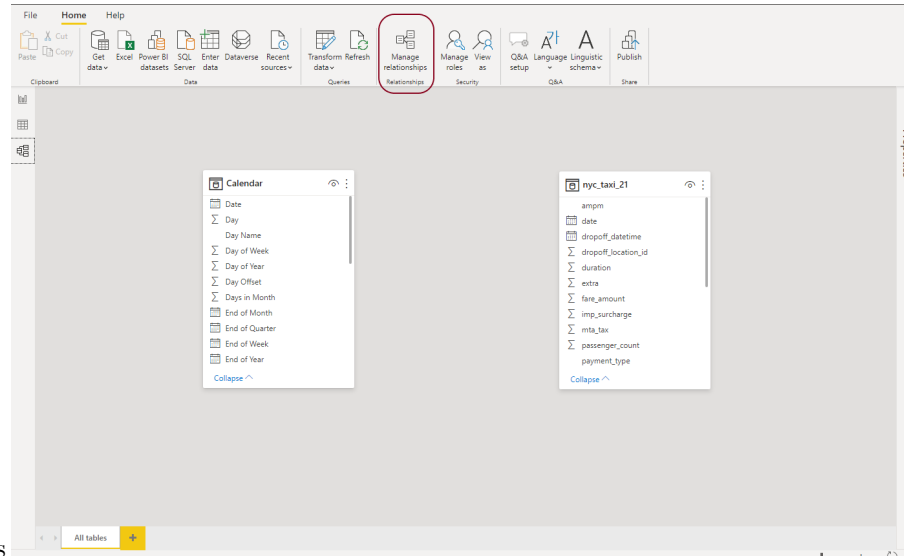 File Home Help
Cut
Copy
Paste
Get data
Excel
Power BI datasets
SQL Server
Enter data
Dataverse
Recent sources
Transform data
Refresh
Manage relationships
Manage roles
View as
Q&A setup
Language
Linguistic schema
Publish
Clipboard Data Queries Relationships Security Q&A Share
Calendar
Date
Day
Day Name
Day of Week
Day of Year
Day Offset
Days in Month
End of Month
End of Quarter
End of Week
End of Year
Collapse
nyc_taxi_21
ampm
date
dropoff_datetime
dropoff_location_id
duration
extra
fare_amount
imp_surcharge
mta_tax
passenger_count
payment_type
Collapse
All tables +
s